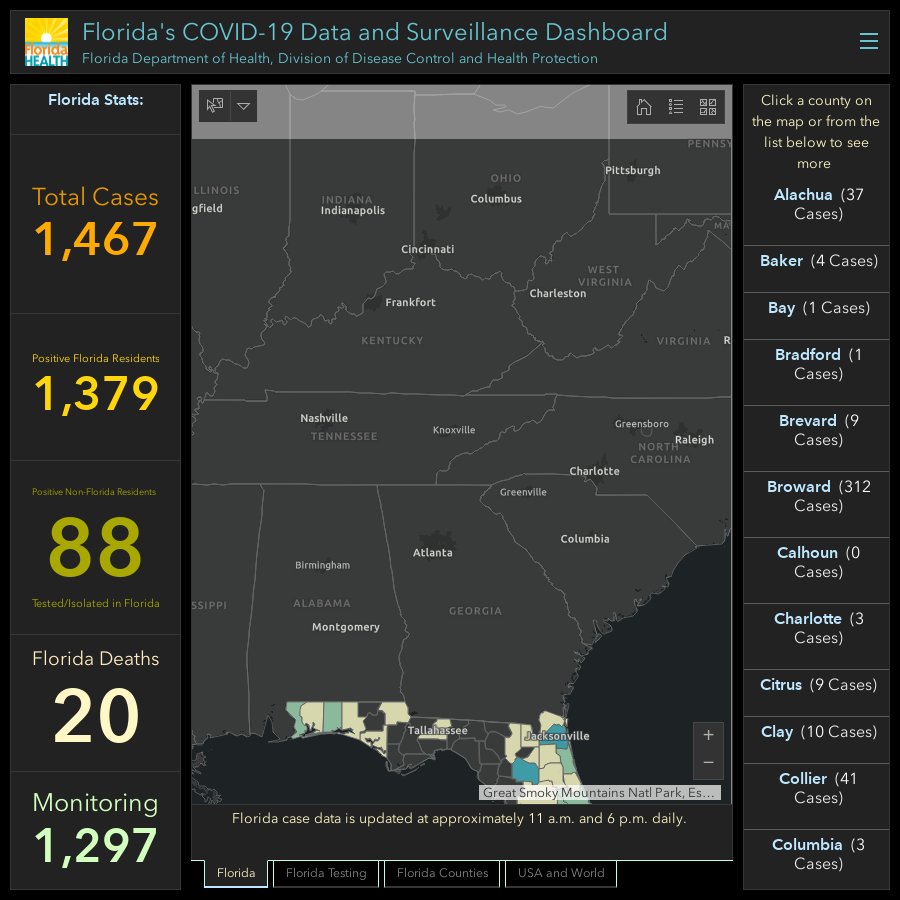 Florida HEALTH
Florida's COVID-19 Data and Surveillance Dashboard
Florida Department of Health, Division of Disease Control and Health Protection
Florida Stats:
Total Cases
1,467
Positive Florida Residents
1,379
Positive Non-Florida Residents
88
Tested/Isolated in Florida
Florida Deaths
20
Monitoring
1,297
PENNSY
Pittsburgh
OHIO
Columbus
LLINOIS
gfield
INDIANA
Indianapolis
MA
Cincinnati
WEST
VIRGINIA
Charleston
Frankfort
KENTUCKY
VIRGINIA
R
Nashville
TENNESSEE
Knoxville
Greensboro
Raleigh
NORTH
CAROLINA
Charlotte
Greenville
Columbia
Atlanta
Birmingham
SSIPPI
ALABAMA
GEORGIA
Montgomery
Tallahassee
Jacksonville
+
−
Great Smoky Mountains Natl Park, Es…
Florida case data is updated at approximately 11 a.m. and 6 p.m. daily.
Florida
Florida Testing
Florida Counties
USA and World
Click a county on
the map or from the
list below to see
more
Alachua (37
Cases)
Baker (4 Cases)
Bay (1 Cases)
Bradford (1
Cases)
Brevard (9
Cases)
Broward (312
Cases)
Calhoun (0
Cases)
Charlotte (3
Cases)
Citrus (9 Cases)
Clay (10 Cases)
Collier (41
Cases)
Columbia (3
Cases)